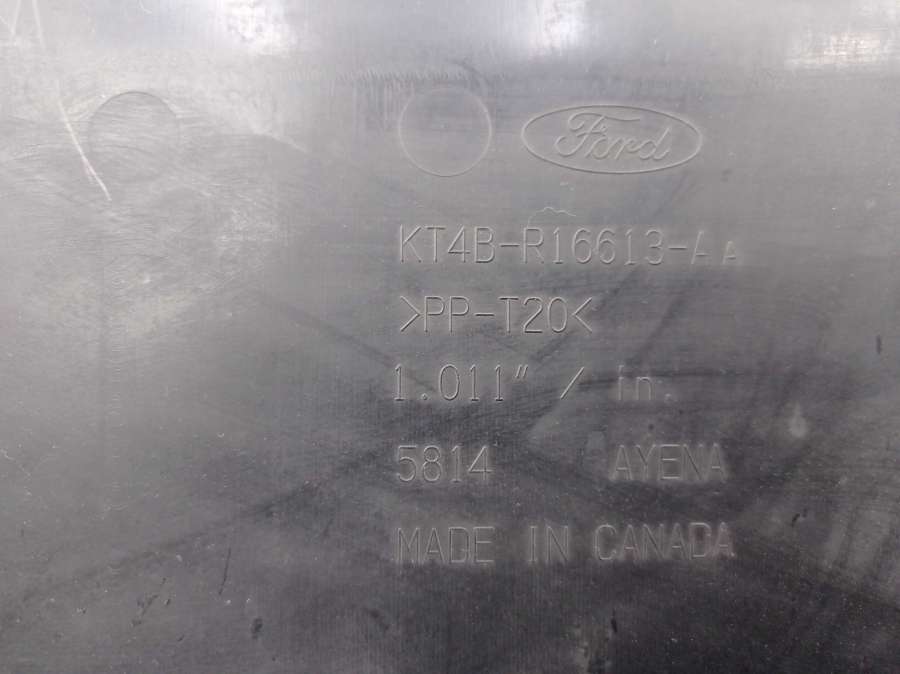 Ford
KT4B-R16613-AA
>PP-T20<
1.011" / in.
5814 AYENA
MADE IN CANADA